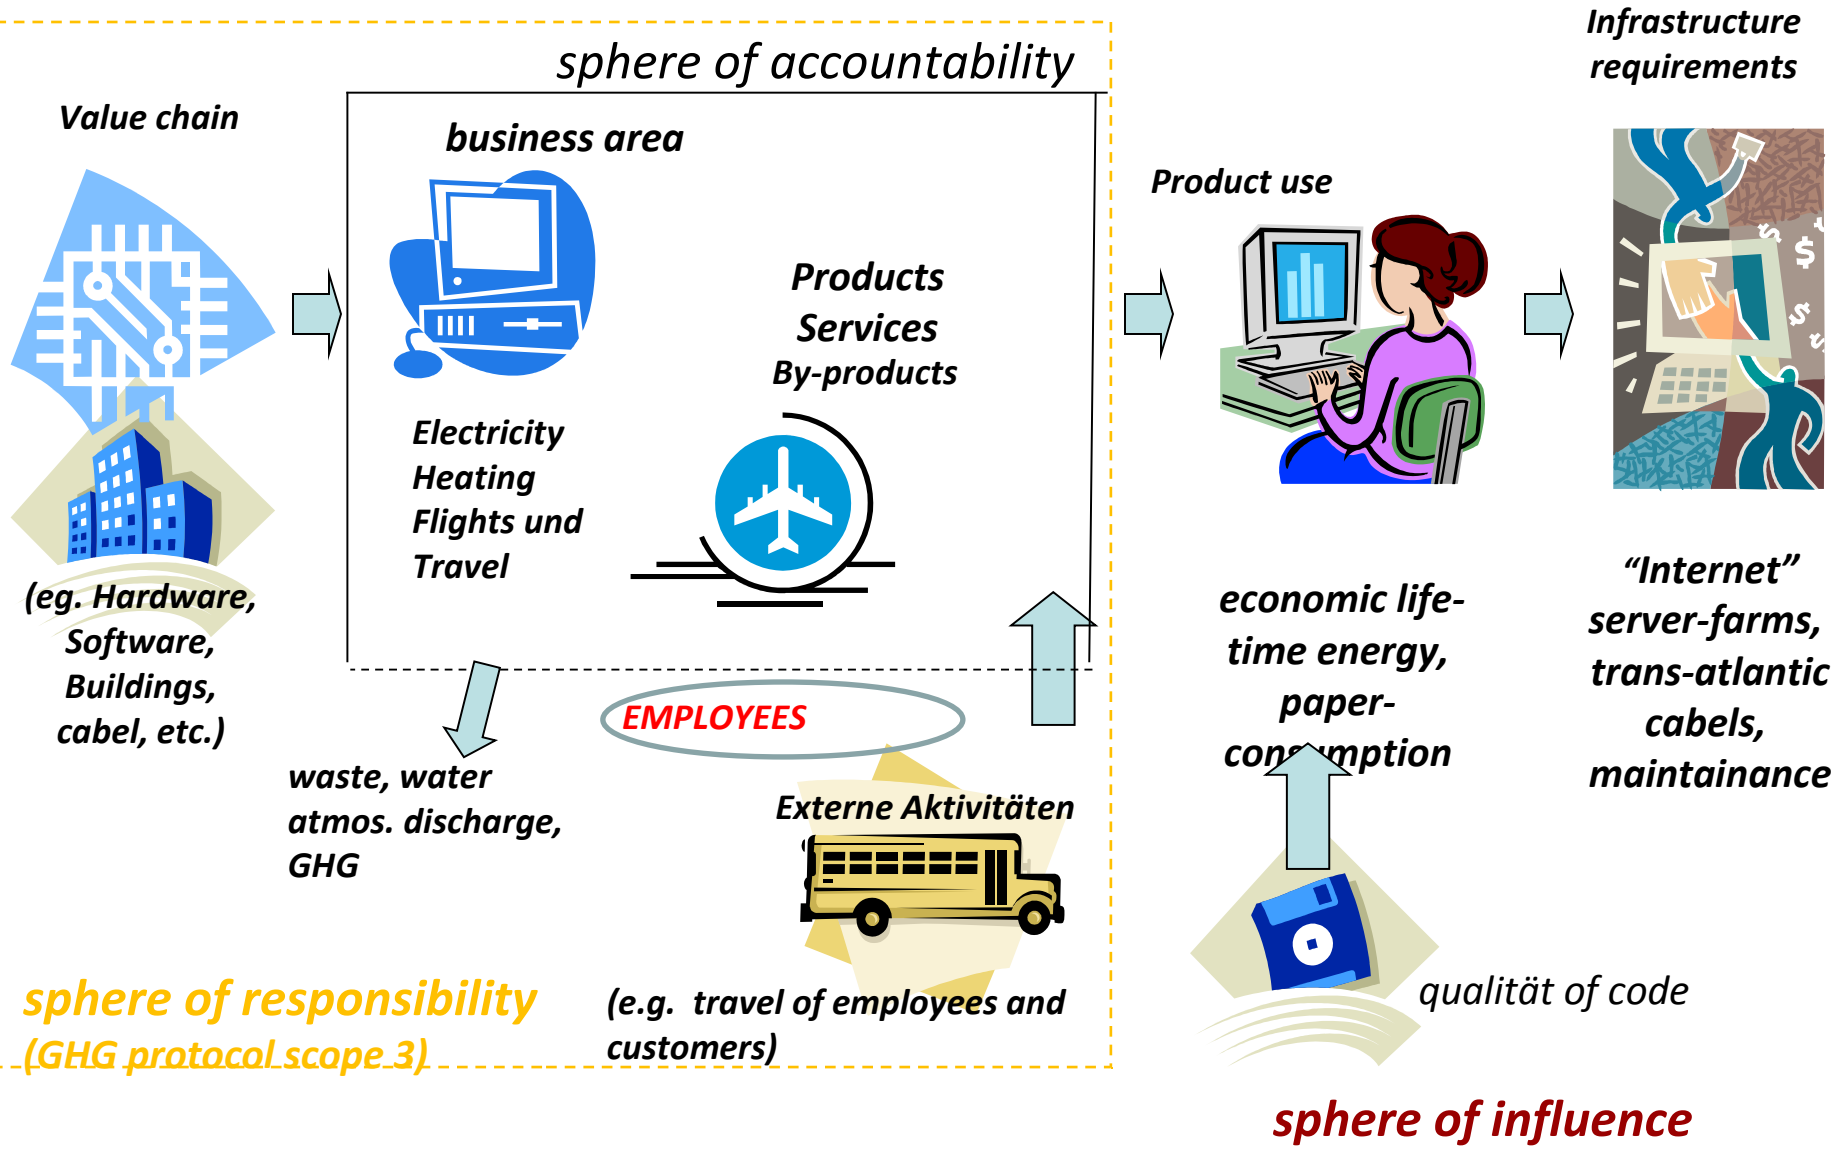 Infrastructure
requirements
sphere of accountability
Value chain
business area
Product use
Products
Services
By-products
Electricity
Heating
Flights und
Travel
(eg. Hardware,
Software,
Buildings,
cabel, etc.)
economic life-
time energy,
paper-
consumption
“Internet”
server-farms,
trans-atlantic
cabels,
maintainance
EMPLOYEES
waste, water
atmos. discharge,
GHG
Externe Aktivitäten
(e.g. travel of employees and
customers)
qualität of code
sphere of responsibility
(GHG protocol scope 3)
sphere of influence